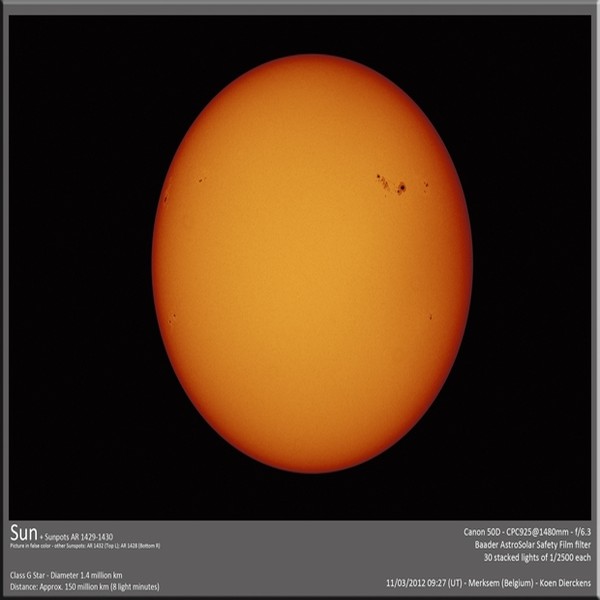 Sun + Sunpots AR 1429-1430
Picture in false color - other Sunspots: AR 1432 (Top L); AR 1428 (Bottom R)
Class G Star - Diameter 1.4 million km
Distance: Approx. 150 million km (8 light minutes)
Canon 50D - CPC925@1480mm - f/6.3
Baader AstroSolar Safety Film filter
30 stacked lights of 1/2500 each
11/03/2012 09:27 (UT) - Merksem (Belgium) - Koen Dierckens